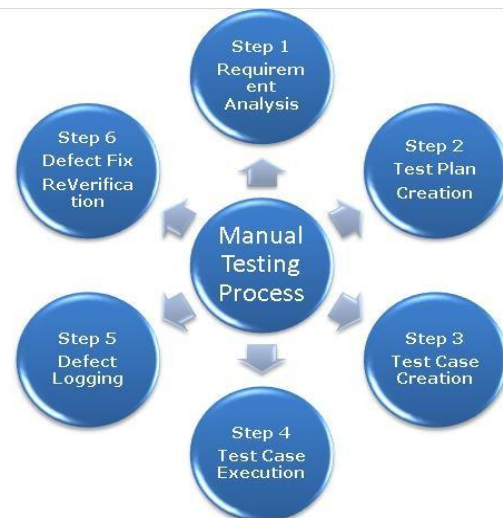 Step 1
Requirem
ent
Analysis
Step 2
Test Plan
Creation
Step 3
Test Case
Creation
Step 4
Test Case
Execution
Step 5
Defect
Logging
Step 6
Defect Fix
ReVerifica
tion
Manual
Testing
Process